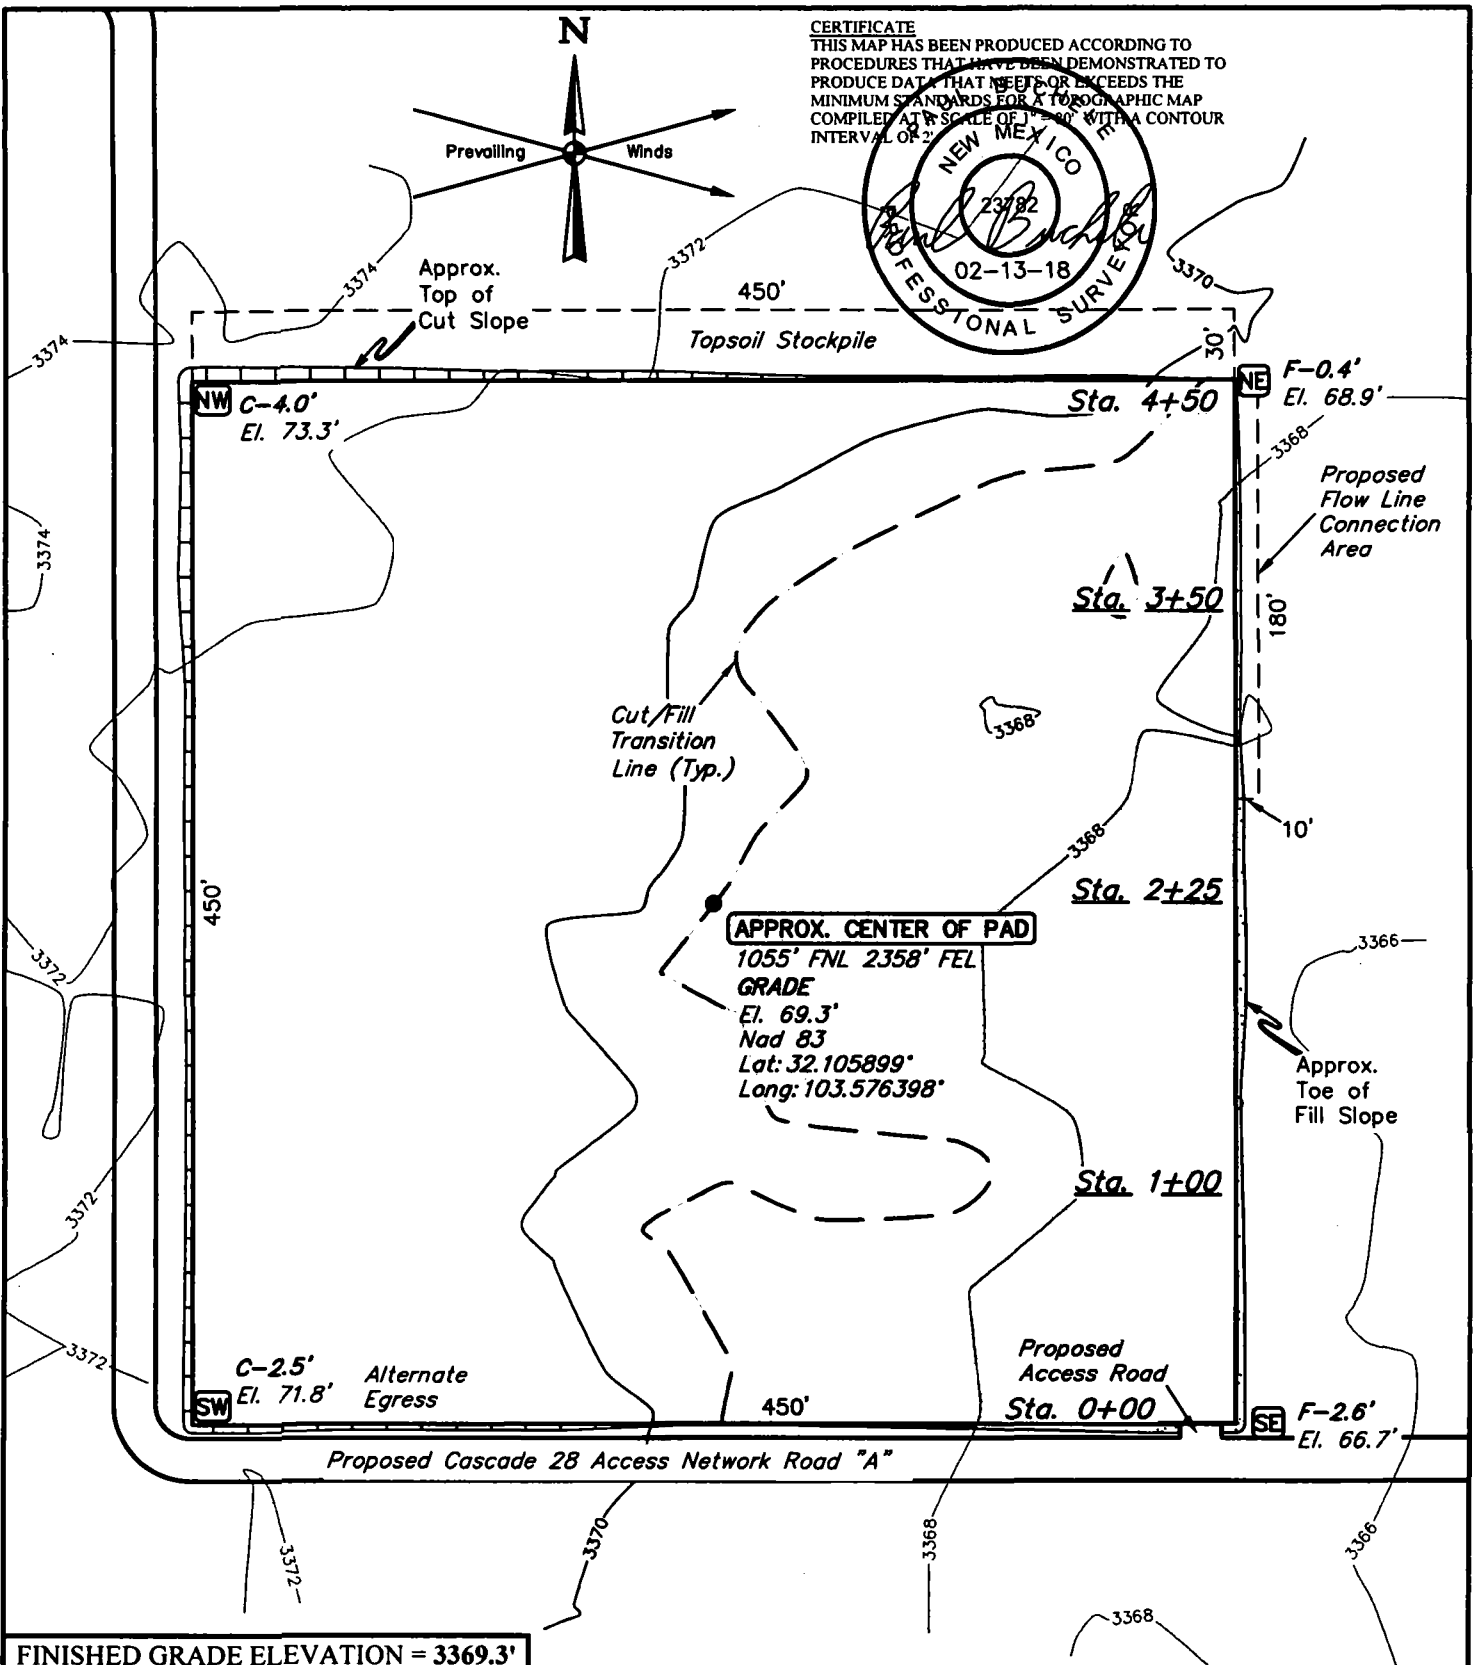 N
Prevailing Winds
CERTIFICATE
THIS MAP HAS BEEN PRODUCED ACCORDING TO
PROCEDURES THAT HAVE BEEN DEMONSTRATED TO
PRODUCE DATA THAT MEETS OR EXCEEDS THE
MINIMUM STANDARDS FOR A TOPOGRAPHIC MAP
COMPILED AT A SCALE OF 1" = 80' WITH A CONTOUR
INTERVAL OF 2'
PAUL BUCHELE
NEW MEXICO
23782
02-13-18
PROFESSIONAL SURVEYOR
3372
3374
3370
3374
Approx.
Top of
Cut Slope
450'
Topsoil Stockpile
30'
NW
C-4.0'
El. 73.3'
Sta. 4+50
NE
F-0.4'
El. 68.9'
3368
3374
Proposed
Flow Line
Connection
Area
Sta. 3+50
180'
Cut/Fill
Transition
Line (Typ.)
3368
3368
10'
450'
Sta. 2+25
APPROX. CENTER OF PAD
1055' FNL 2358' FEL
GRADE
El. 69.3'
Nad 83
Lat: 32.105899°
Long: 103.576398°
3372
3366
Approx.
Toe of
Fill Slope
3372
Sta. 1+00
3372
C-2.5'
El. 71.8'
SW
Alternate
Egress
450'
Proposed
Access Road
Sta. 0+00
SE
F-2.6'
El. 66.7'
Proposed Cascade 28 Access Network Road "A"
3372
3370
3368
3366
3368
FINISHED GRADE ELEVATION = 3369.3'